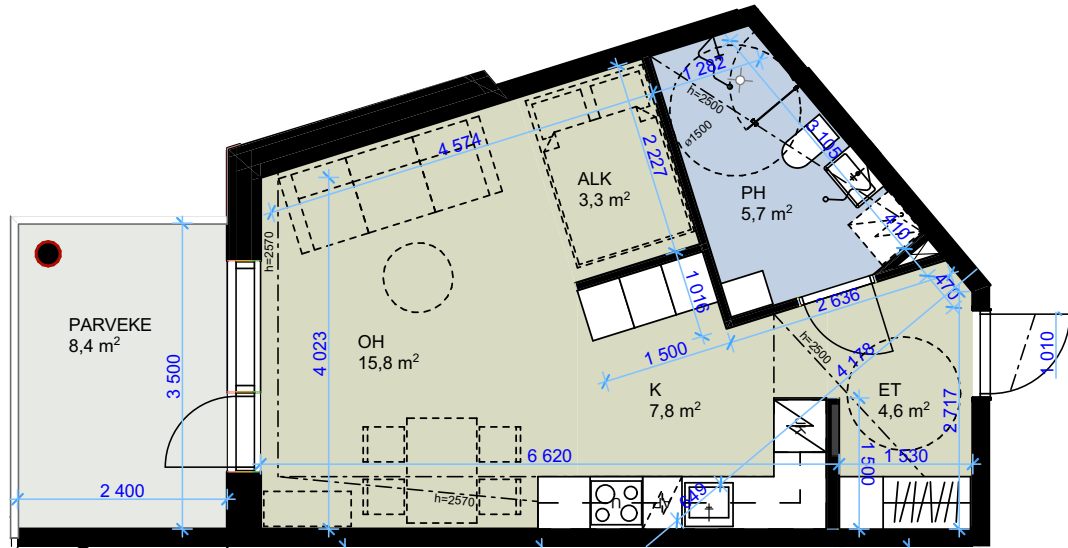 1 282
h=2500
ø1500
3 105
4 574
2 227
ALK
3,3 m²
PH
5,7 m²
410
h=2570
1 016
2 636
470
PARVEKE
8,4 m²
3 500
4 023
OH
15,8 m²
1 500
h=2500
4 178
1 010
K
7,8 m²
ET
4,6 m²
2 717
6 620
1 530
1 500
2 400
h=2570
649